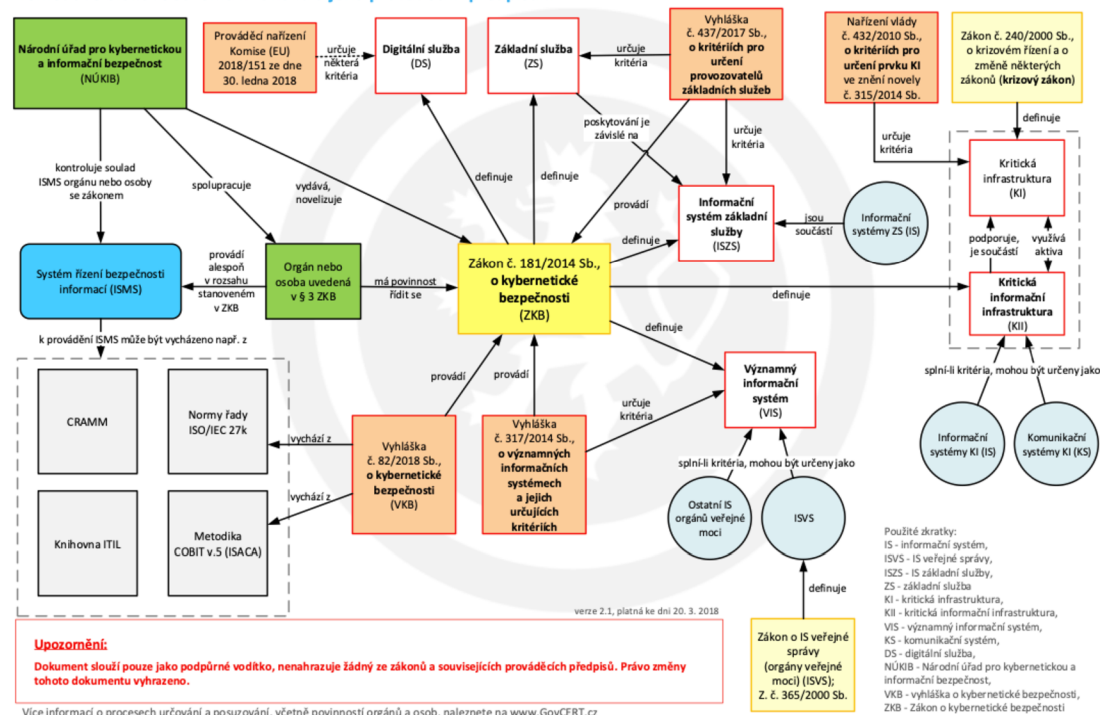 Národní úřad pro kybernetickou
a informační bezpečnost
(NÚKIB)
Prováděcí nařízení
Komise (EU)
2018/151 ze dne
30. ledna 2018
určuje
některá
kritéria
Digitální služba
(DS)
Základní služba
(ZS)
určuje
kritéria
Vyhláška
č. 437/2017 Sb.,
o kritériích pro
určení
provozovatelů
základních služeb
Nařízení vlády
č. 432/2010 Sb.,
o kritériích pro
určení prvku KI
ve znění novely
č. 315/2014 Sb.
Zákon č. 240/2000 Sb.,
o krizovém řízení a o
změně některých
zákonů (krizový zákon)
definuje
poskytování je
závislé na
určuje
kritéria
určuje
kritéria
Kritická
infrastruktura
(KI)
kontroluje soulad
ISMS orgánu nebo osoby
se zákonem
spolupracuje
vydává,
novelizuje
definuje
definuje
provádí
Informační
systém základní
služby
(ISZS)
jsou
součástí
Informační
systémy ZS (IS)
podporuje,
je součástí
využívá
aktiva
Systém řízení bezpečnosti
informací (ISMS)
provádí
alespoň
v rozsahu
stanoveném
v ZKB
Orgán nebo
osoba uvedená
v § 3 ZKB
má povinnost
řídit se
Zákon č. 181/2014 Sb.,
o kybernetické
bezpečnosti
(ZKB)
definuje
definuje
Kritická
informační
infrastruktura
(KII)
k provádění ISMS může být vycházeno např. z
definuje
splní-li kritéria, mohou být určeny jako
CRAMM
Normy řady
ISO/IEC 27k
vychází z
provádí
provádí
určuje
kritéria
Významný
informační
systém
(VIS)
Informační
systémy KI (IS)
Komunikační
systémy KI (KS)
Vyhláška
č. 82/2018 Sb.,
o kybernetické
bezpečnosti
(VKB)
Vyhláška
č. 317/2014 Sb.,
o významných
informačních
systémech
a jejich
určujících
kritériích
splní-li kritéria, mohou být určeny jako
Knihovna ITIL
Metodika
COBIT v.5 (ISACA)
vychází z
Ostatní IS
orgánů veřejné
moci
ISVS
definuje
Zákon o IS veřejné
správy
(orgány veřejné
moci) (ISVS);
Z. č. 365/2000 Sb.
Použité zkratky:
IS - informační systém,
ISVS - IS veřejné správy,
ISZS - IS základní služby,
ZS - základní služba
KI - kritická infrastruktura,
KII - kritická informační infrastruktura,
VIS - významný informační systém,
KS - komunikační systém,
DS - digitální služba,
NÚKIB - Národní úřad pro kybernetickou a
informační bezpečnost,
VKB - vyhláška o kybernetické bezpečnosti,
ZKB - Zákon o kybernetické bezpečnosti
verze 2.1, platná ke dni 20. 3. 2018
Upozornění:
Dokument slouží pouze jako podpůrné vodítko, nenahrazuje žádný ze zákonů a souvisejících prováděcích předpisů. Právo změny
tohoto dokumentu vyhrazeno.
Více informací o procesech určování a posuzování, včetně povinností orgánů a osob, naleznete na www.GovCERT.cz